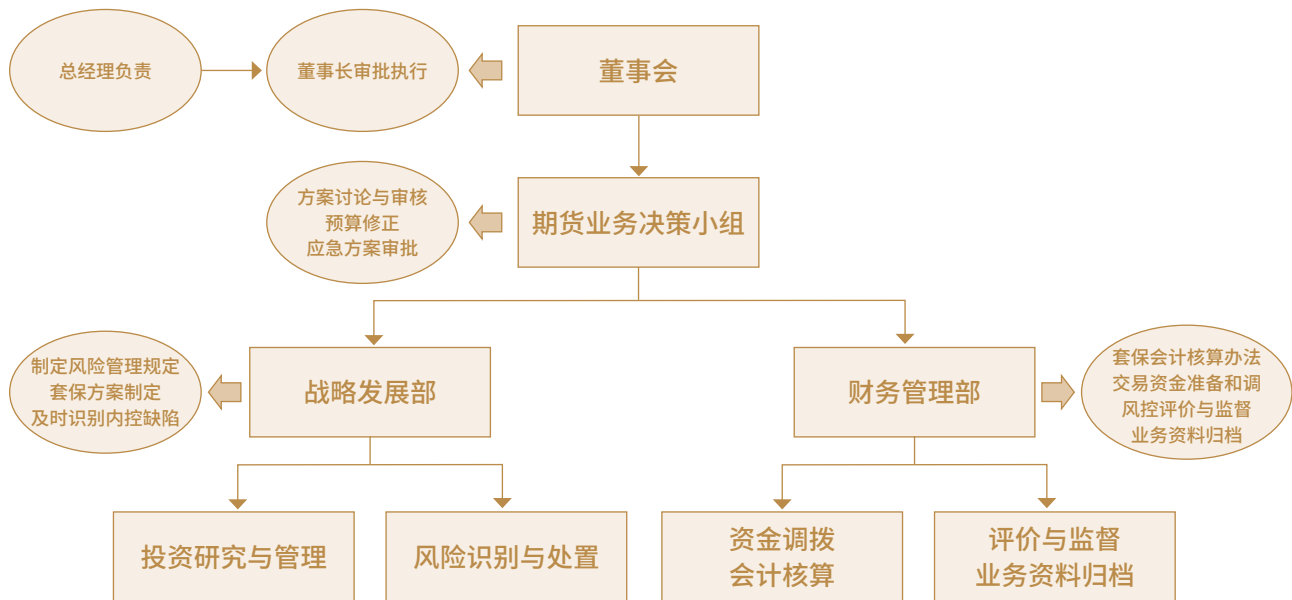 总经理负责
董事长审批执行
董事会
方案讨论与审核
预算修正
应急方案审批
期货业务决策小组
制定风险管理规定
套保方案制定
及时识别内控缺陷
战略发展部
财务管理部
套保会计核算办法
交易资金准备和调
风控评价与监督
业务资料归档
投资研究与管理
风险识别与处置
资金调拨
会计核算
评价与监督
业务资料归档